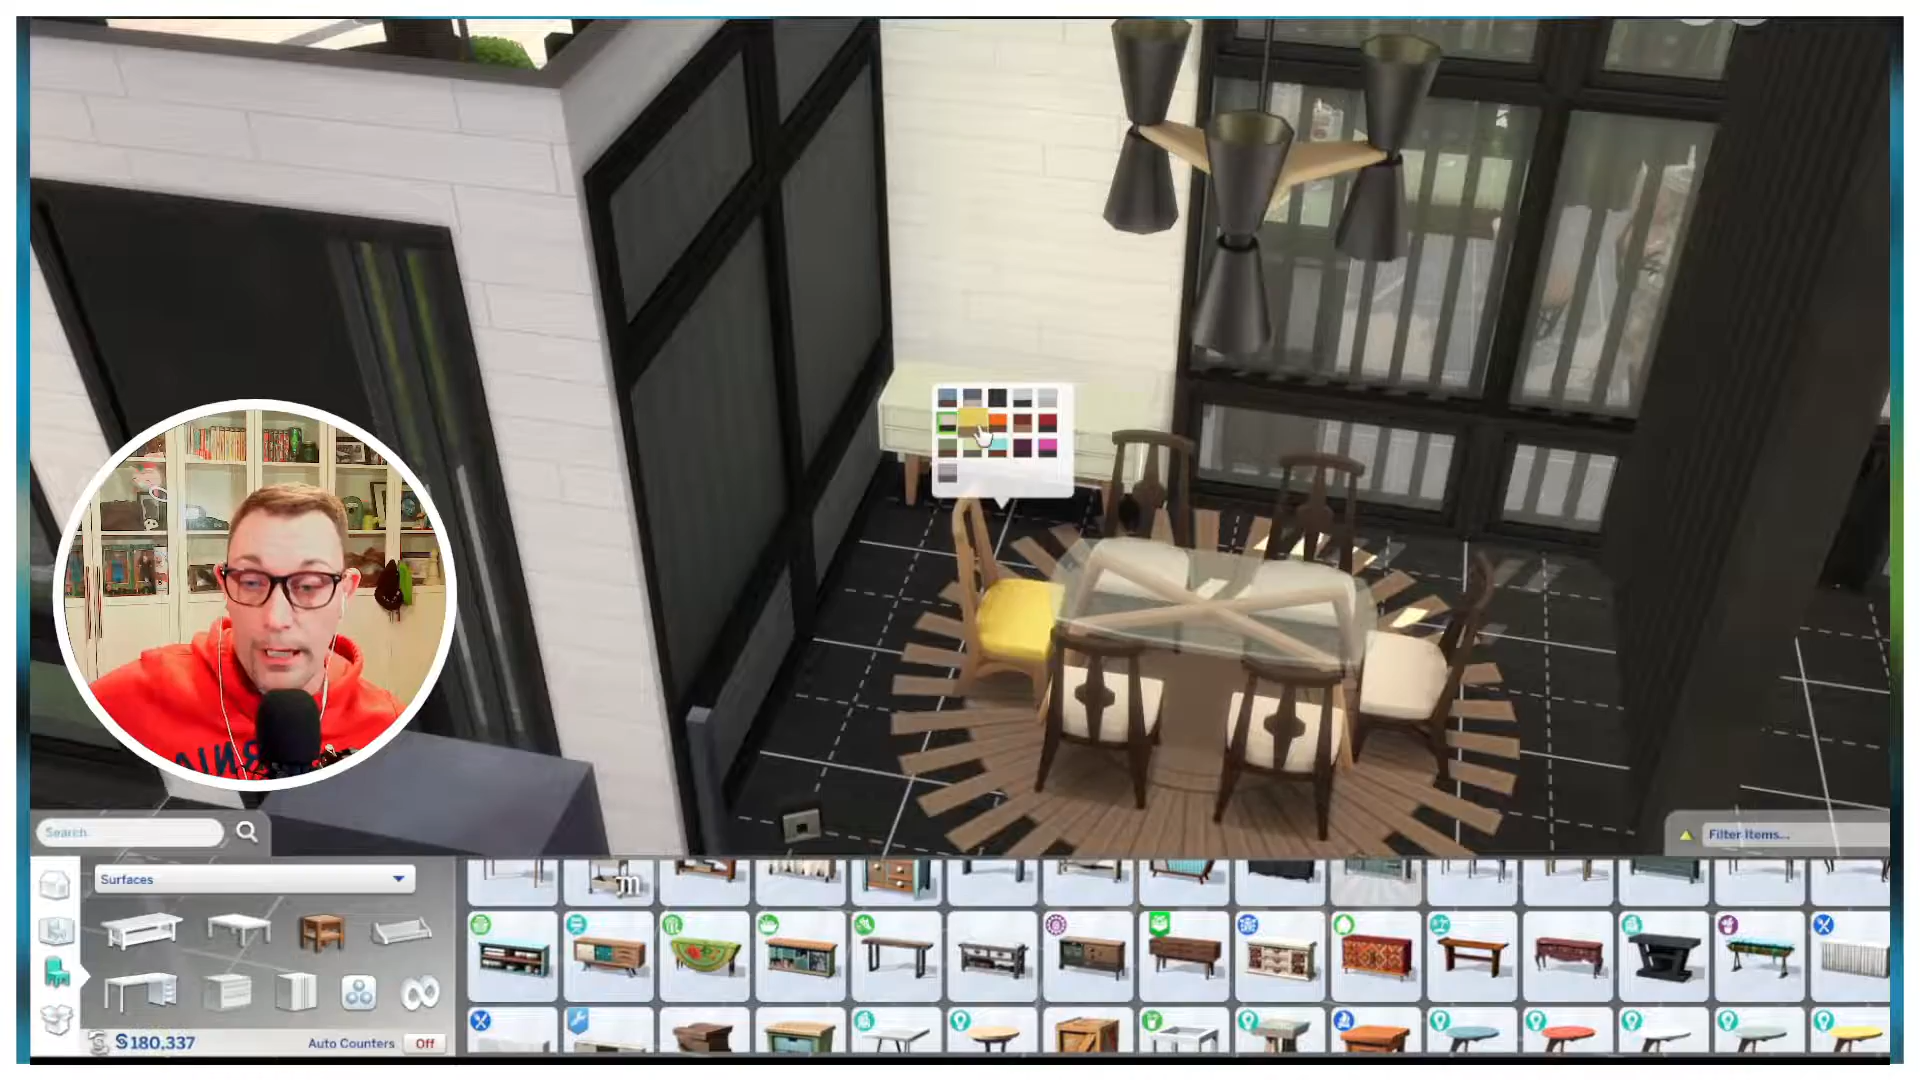 Search
Filter Items...
Surfaces
§180,337
Auto Counters
Off